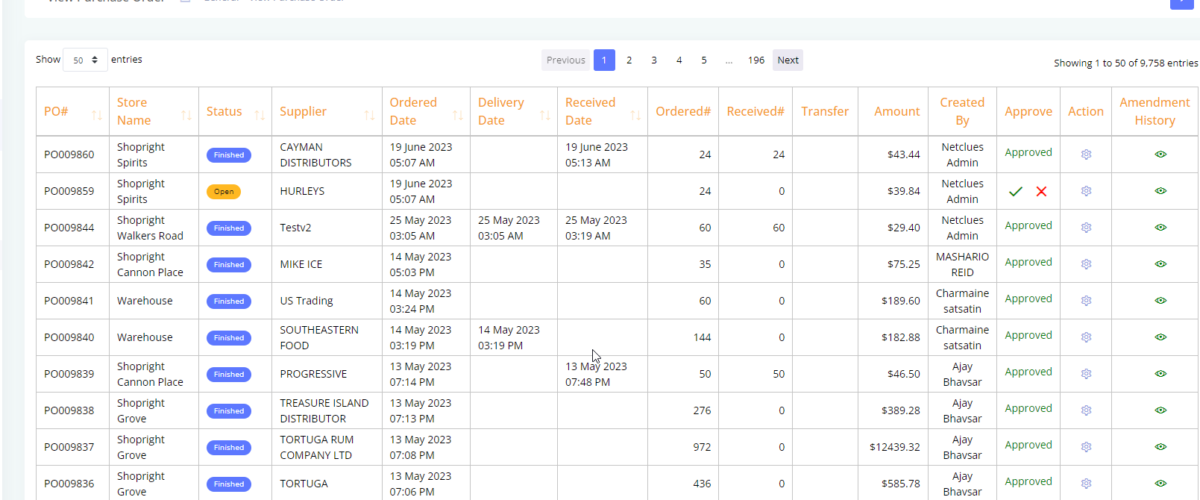 View Purchase Order General View Purchase Order
Show 50 entries Previous 1 2 3 4 5 ... 196 Next Showing 1 to 50 of 9,758 entries
PO# Store Name Status Supplier Ordered Date Delivery Date Received Date Ordered# Received# Transfer Amount Created By Approve Action Amendment History
PO009860 Shopright Spirits Finished CAYMAN DISTRIBUTORS 19 June 2023 05:07 AM 19 June 2023 05:13 AM 24 24 $43.44 Netclues Admin Approved
PO009859 Shopright Spirits Open HURLEYS 19 June 2023 05:07 AM 24 0 $39.84 Netclues Admin
PO009844 Shopright Walkers Road Finished Testv2 25 May 2023 03:05 AM 25 May 2023 03:05 AM 25 May 2023 03:19 AM 60 60 $29.40 Netclues Admin Approved
PO009842 Shopright Cannon Place Finished MIKE ICE 14 May 2023 05:03 PM 35 0 $75.25 MASHARIO REID Approved
PO009841 Warehouse Finished US Trading 14 May 2023 03:24 PM 60 0 $189.60 Charmaine satsatin Approved
PO009840 Warehouse Finished SOUTHEASTERN FOOD 14 May 2023 03:19 PM 14 May 2023 03:19 PM 144 0 $182.88 Charmaine satsatin Approved
PO009839 Shopright Cannon Place Finished PROGRESSIVE 13 May 2023 07:14 PM 13 May 2023 07:48 PM 50 50 $46.50 Ajay Bhavsar Approved
PO009838 Shopright Grove Finished TREASURE ISLAND DISTRIBUTOR 13 May 2023 07:13 PM 276 0 $389.28 Ajay Bhavsar Approved
PO009837 Shopright Grove Finished TORTUGA RUM COMPANY LTD 13 May 2023 07:08 PM 972 0 $12439.32 Ajay Bhavsar Approved
PO009836 Shopright Grove Finished TORTUGA 13 May 2023 07:06 PM 436 0 $585.78 Ajay Bhavsar Approved